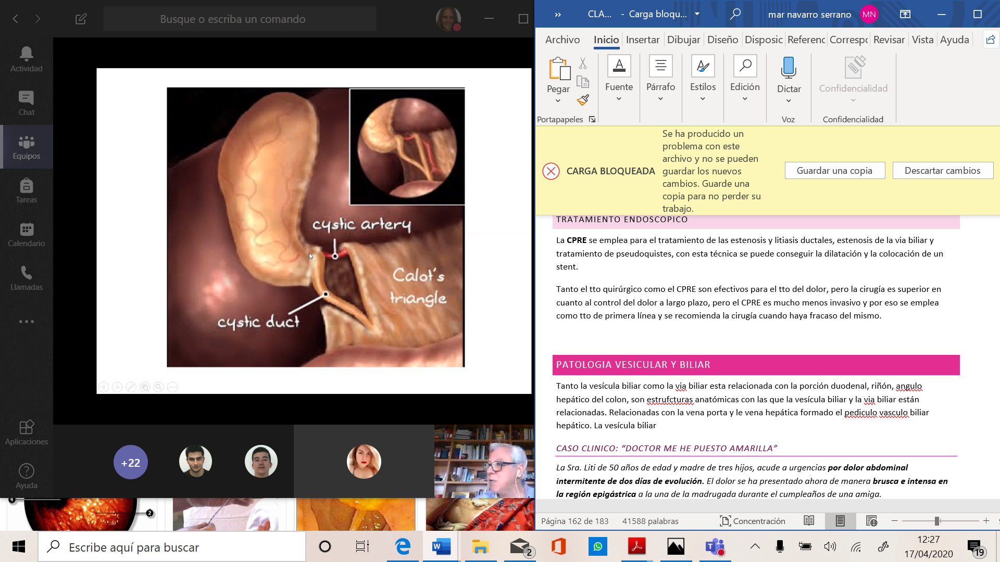 Busque o escriba un comando
Actividad
Chat
Equipos
Tareas
Calendario
Llamadas
Aplicaciones
Ayuda
cystic artery
Calot's
triangle
cystic duct
+22
4
2
CLA... - Carga bloqu...
mar navarro serrano
MN
Archivo Inicio Insertar Dibujar Diseño Disposic Referenc Corresp Revisar Vista Ayuda
Pegar
Fuente
Párrafo
Estilos
Edición
Dictar
Confidencialidad
Portapapeles
Voz
Confidencialidad
CARGA BLOQUEADA
Se ha producido un
problema con este
archivo y no se pueden
guardar los nuevos
cambios. Guarde una
copia para no perder su
trabajo.
Guardar una copia
Descartar cambios
TRATAMIENTO ENDOSCOPICO
La CPRE se emplea para el tratamiento de las estenosis y litiasis ductales, estenosis de la via biliar y
tratamiento de pseudoquistes, con esta técnica se puede conseguir la dilatación y la colocación de un
stent.
Tanto el tto quirúrgico como el CPRE son efectivos para el tto del dolor, pero la cirugía es superior en
cuanto al control del dolor a largo plazo, pero el CPRE es mucho menos invasivo y por eso se emplea
como tto de primera línea y se recomienda la cirugía cuando haya fracaso del mismo.
PATOLOGIA VESICULAR Y BILIAR
Tanto la vesícula biliar como la via biliar esta relacionada con la porción duodenal, riñón, angulo
hepático del colon, son estrufcturas anatómicas con las que la vesícula biliar y la via biliar están
relacionadas. Relacionadas con la vena porta y le vena hepática formado el pediculo vasculo biliar
hepático. La vesícula biliar
CASO CLINICO: “DOCTOR ME HE PUESTO AMARILLA”
La Sra. Liti de 50 años de edad y madre de tres hijos, acude a urgencias por dolor abdominal
intermitente de dos días de evolución. El dolor se ha presentado ahora de manera brusca e intensa en
la región epigástrica a la una de la madrugada durante el cumpleaños de una amiga.
Página 162 de 183 41588 palabras
Concentración
Escribe aquí para buscar
2
12:27
17/04/2020
19